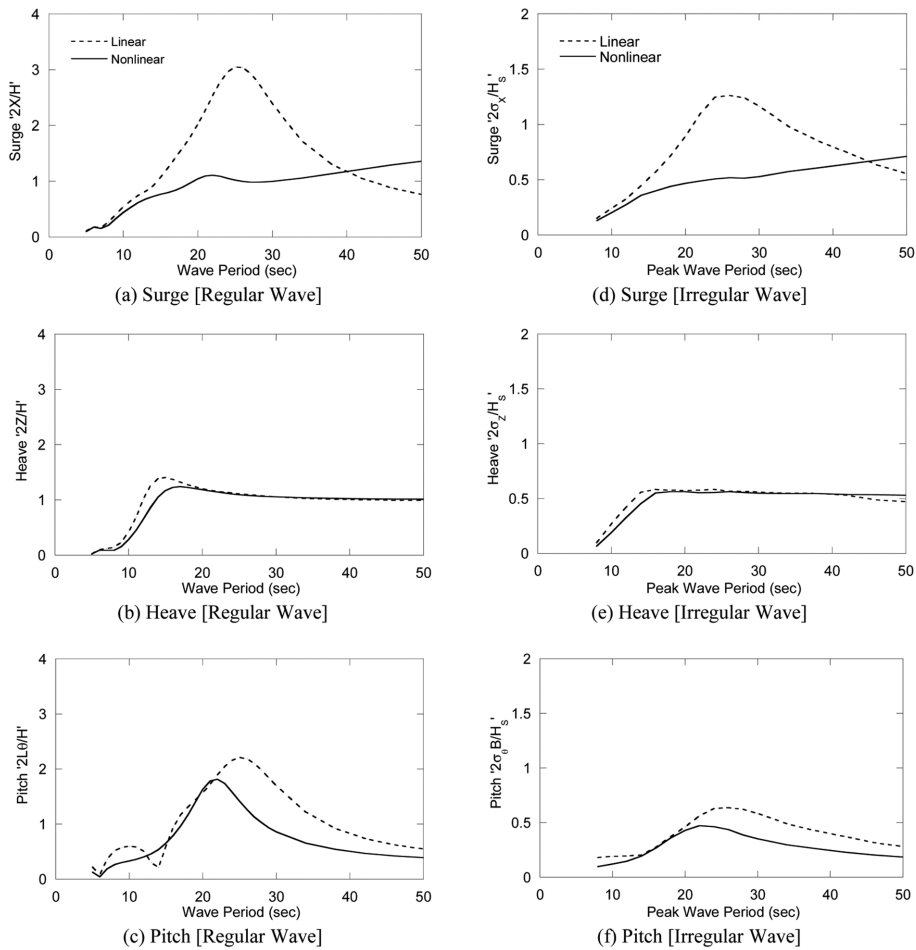 4
3
2
1
0
0 10 20 30 40 50
Surge '2X/H'
Linear
Nonlinear
Wave Period (sec)
(a) Surge [Regular Wave]
2
1.5
1
0.5
0
0 10 20 30 40 50
Surge '2σX/HS'
Linear
Nonlinear
Peak Wave Period (sec)
(d) Surge [Irregular Wave]
4
3
2
1
0
0 10 20 30 40 50
Heave '2Z/H'
Wave Period (sec)
(b) Heave [Regular Wave]
2
1.5
1
0.5
0
0 10 20 30 40 50
Heave '2σZ/HS'
Peak Wave Period (sec)
(e) Heave [Irregular Wave]
4
3
2
1
0
0 10 20 30 40 50
Pitch '2Lθ/H'
Wave Period (sec)
(c) Pitch [Regular Wave]
2
1.5
1
0.5
0
0 10 20 30 40 50
Pitch '2σθB/HS'
Peak Wave Period (sec)
(f) Pitch [Irregular Wave]